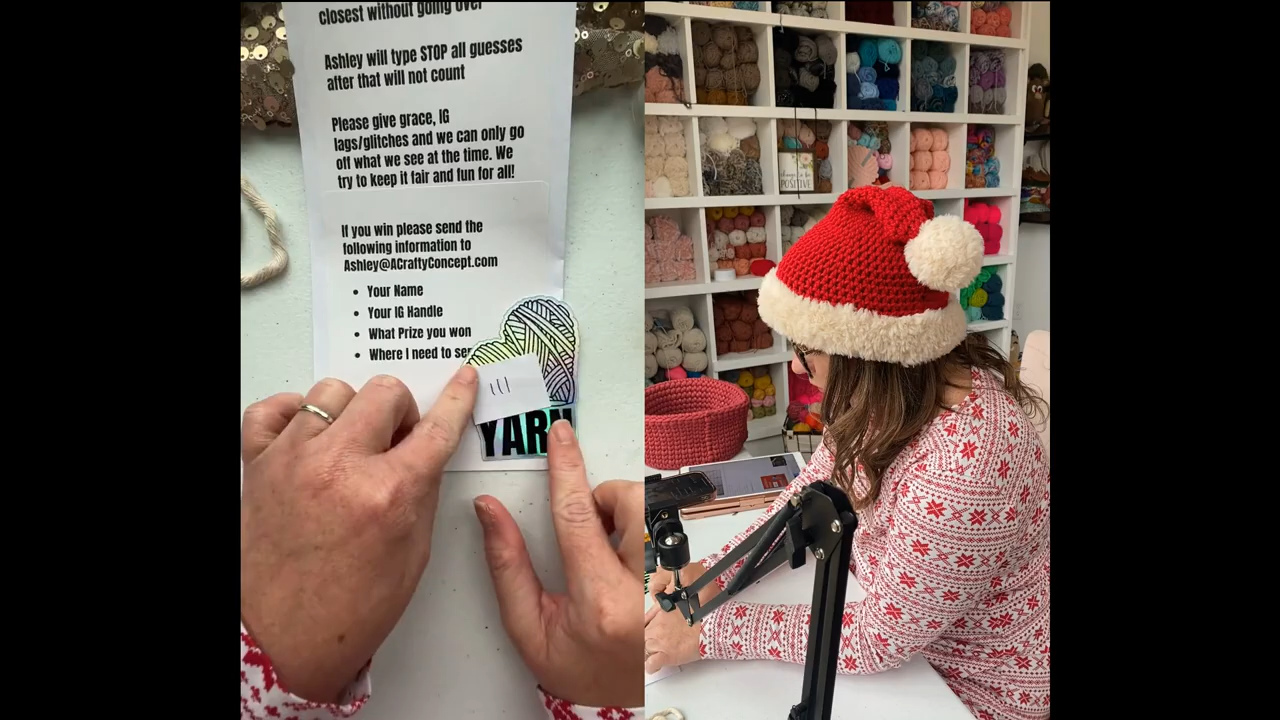 closest without going over
Ashley will type STOP all guesses
after that will not count
Please give grace, IG
lags/glitches and we can only go
off what we see at the time. We
try to keep it fair and fun for all!
If you win please send the
following information to
Ashley@ACraftyConcept.com
• Your Name
• Your IG Handle
• What Prize you won
• Where I need to
YARN
POSITIVE